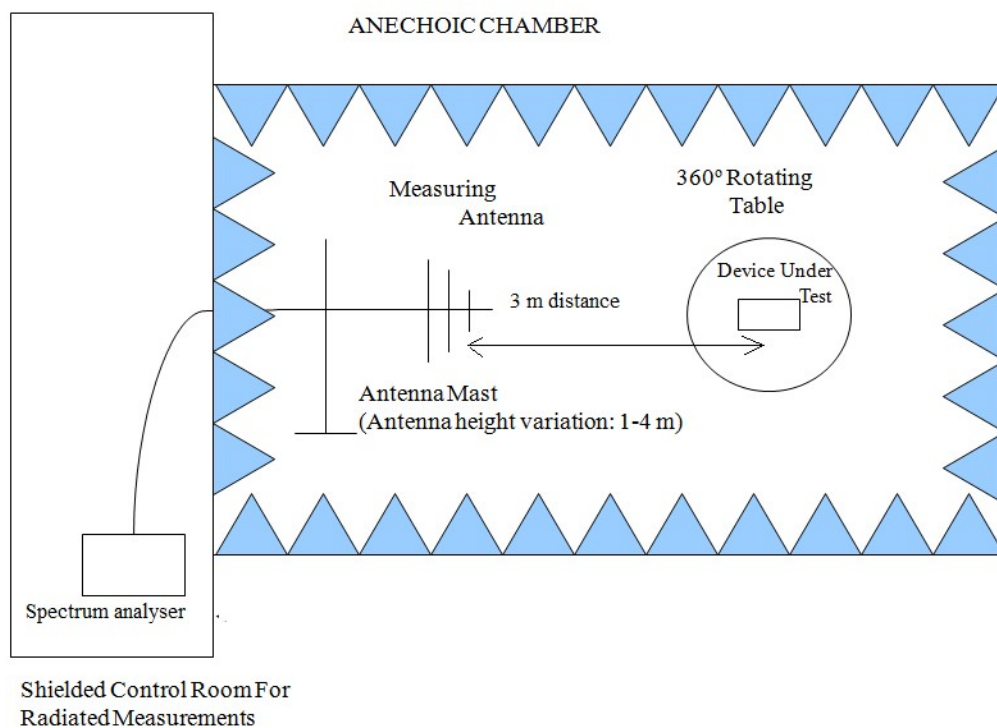 ANECHOIC CHAMBER
Measuring
Antenna
360º Rotating
Table
Device Under
Test
3 m distance
Antenna Mast
(Antenna height variation: 1-4 m)
Spectrum analyser
Shielded Control Room For
Radiated Measurements